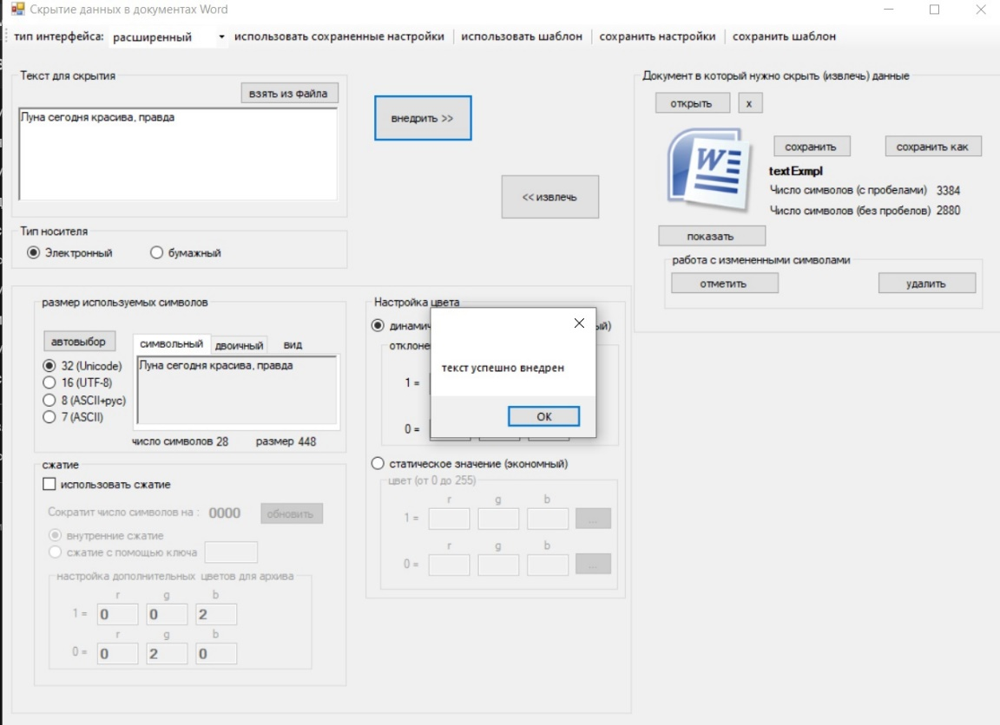 Скрытие данных в документах Word
тип интерфейса: расширенный использовать сохраненные настройки использовать шаблон сохранить настройки сохранить шаблон
Текст для скрытия
взять из файла
Луна сегодня красива, правда
внедрить >>
<< извлечь
Документ в который нужно скрыть (извлечь) данные
открыть x
W
сохранить сохранить как
textExmpl
Число символов (с пробелами) 3384
Число символов (без пробелов) 2880
показать
работа с измененными символами
отметить удалить
Тип носителя
Электронный бумажный
размер используемых символов
автовыбор
символьный двоичный вид
32 (Unicode)
16 (UTF-8)
8 (ASCII+рус)
7 (ASCII)
Луна сегодня красива, правда
число символов 28 размер 448
сжатие
использовать сжатие
Сократит число символов на : 0000 обновить
внутренние сжатие
сжатие с помощью ключа
настройка дополнительных цветов для архива
r g b
1 = 0 0 2
r g b
0 = 0 2 0
Настройка цвета
1 =
0 =
текст успешно внедрен
OK
статическое значение (экономный)
цвет (от 0 до 255)
r g b
1 = ...
r g b
0 = ...